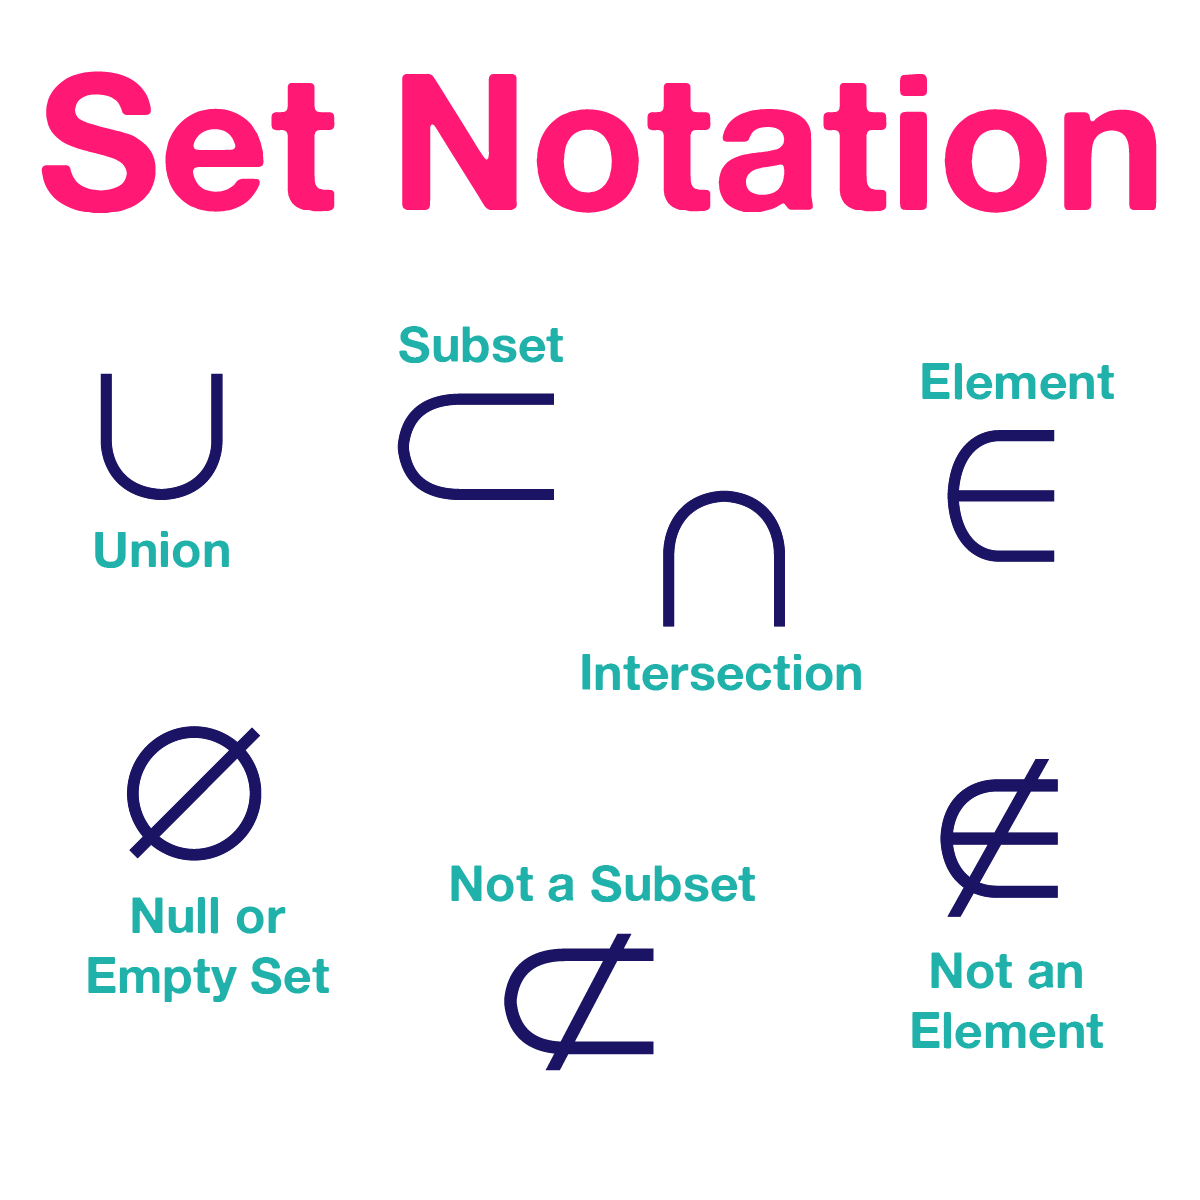 Set Notation
Subset
⊂
Element
∈
∪
Union
∩
Intersection
∅
Null or
Empty Set
Not a Subset
⊄
∉
Not an
Element